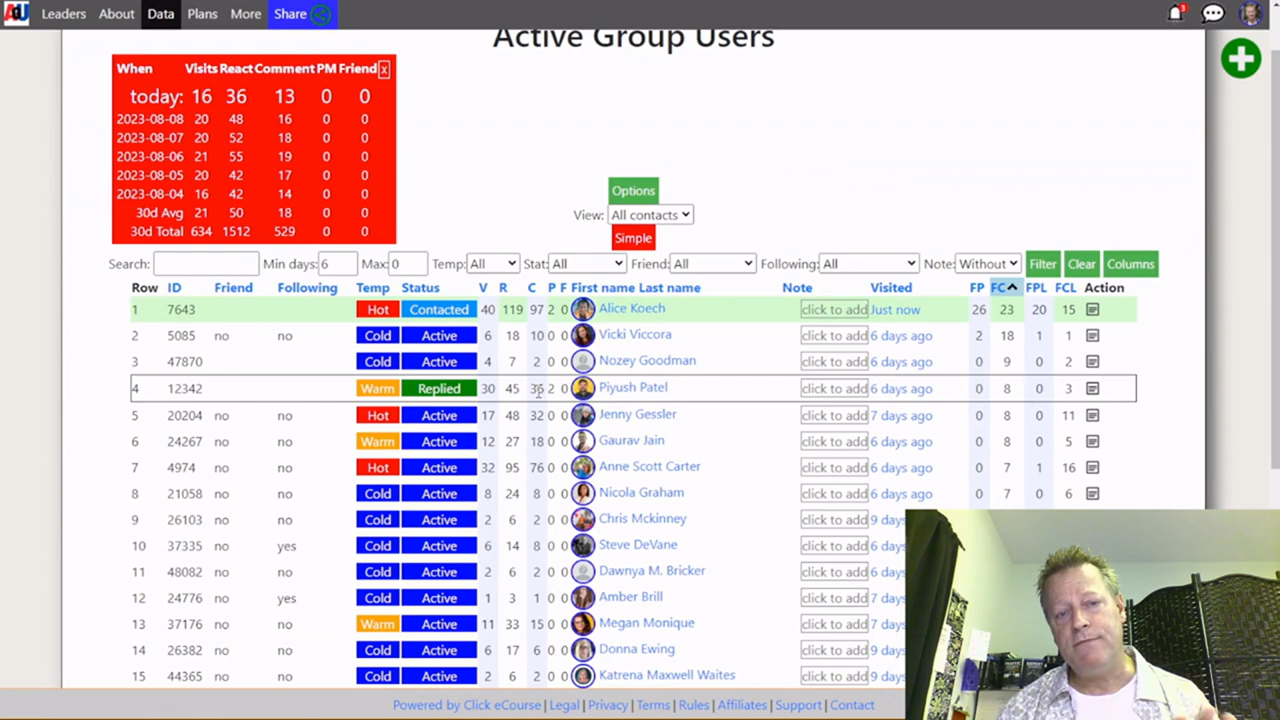 Leaders About Data Plans More Share 3
Active Group Users
When Visits React Comment PM Friend x
today: 16 36 13 0 0
2023-08-08 20 48 16 0 0
2023-08-07 20 52 18 0 0
2023-08-06 21 55 19 0 0
2023-08-05 20 42 17 0 0
2023-08-04 16 42 14 0 0
30d Avg 21 50 18 0 0
30d Total 634 1512 529 0 0
Options
View: All contacts
Simple
Search: Min days: 6 Max: 0 Temp: All Stat: All Friend: All Following: All Note: Without Filter Clear Columns
Row ID Friend Following Temp Status V R C P F First name Last name Note Visited FP FC FPL FCL Action
1 7643 Hot Contacted 40 119 97 2 0 Alice Koech click to add Just now 26 23 20 15
2 5085 no no Cold Active 6 18 10 0 0 Vicki Viccora click to add 6 days ago 2 18 1 1
3 47870 Cold Active 4 7 2 0 0 Nozey Goodman click to add 6 days ago 0 9 0 2
4 12342 Warm Replied 30 45 2 0 Piyush Patel click to add 6 days ago 0 8 0 3
5 20204 no no Hot Active 17 48 32 0 0 Jenny Gessler click to add 7 days ago 0 8 0 11
6 24267 no no Warm Active 12 27 18 0 0 Gaurav Jain click to add 6 days ago 0 8 0 5
7 4974 no no Hot Active 32 95 76 0 0 Anne Scott Carter click to add 6 days ago 0 7 1 16
8 21058 no no Cold Active 8 24 8 0 0 Nicola Graham click to add 6 days ago 0 7 0 6
9 26103 no no Cold Active 2 6 2 0 0 Chris Mckinney click to add 9 days
10 37335 no yes Cold Active 6 14 8 0 0 Steve DeVane click to add 6 days
11 48082 no no Cold Active 2 6 2 0 0 Dawnya M. Bricker click to add 9 days
12 24776 no yes Cold Active 1 3 1 0 0 Amber Brill click to add 7 days
13 37176 no no Warm Active 11 33 15 0 0 Megan Monique click to add 7 days
14 26382 no no Cold Active 6 17 6 0 0 Donna Ewing click to add 6 days
15 44365 no no Cold Active 2 6 2 0 0 Katrena Maxwell Waites click to add 9 days
Powered by Click eCourse | Legal | Privacy | Terms | Rules | Affiliates | Support | Contact